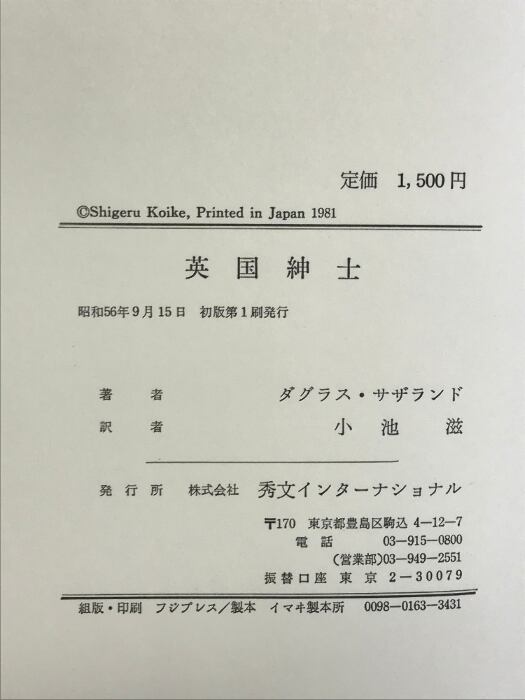 定価 1,500円
©Shigeru Koike, Printed in Japan 1981
英国紳士
昭和56年9月15日 初版第1刷発行
著者 ダグラス・サザランド
訳者 小池滋
発行所 株式会社 秀文インターナショナル
〒170 東京都豊島区駒込 4―12―7
電話 03―915―0800
(営業部)03―949―2551
振替口座 東京 2―30079
組版・印刷 フジプレス/製本 イマヰ製本所 0098―0163―3431